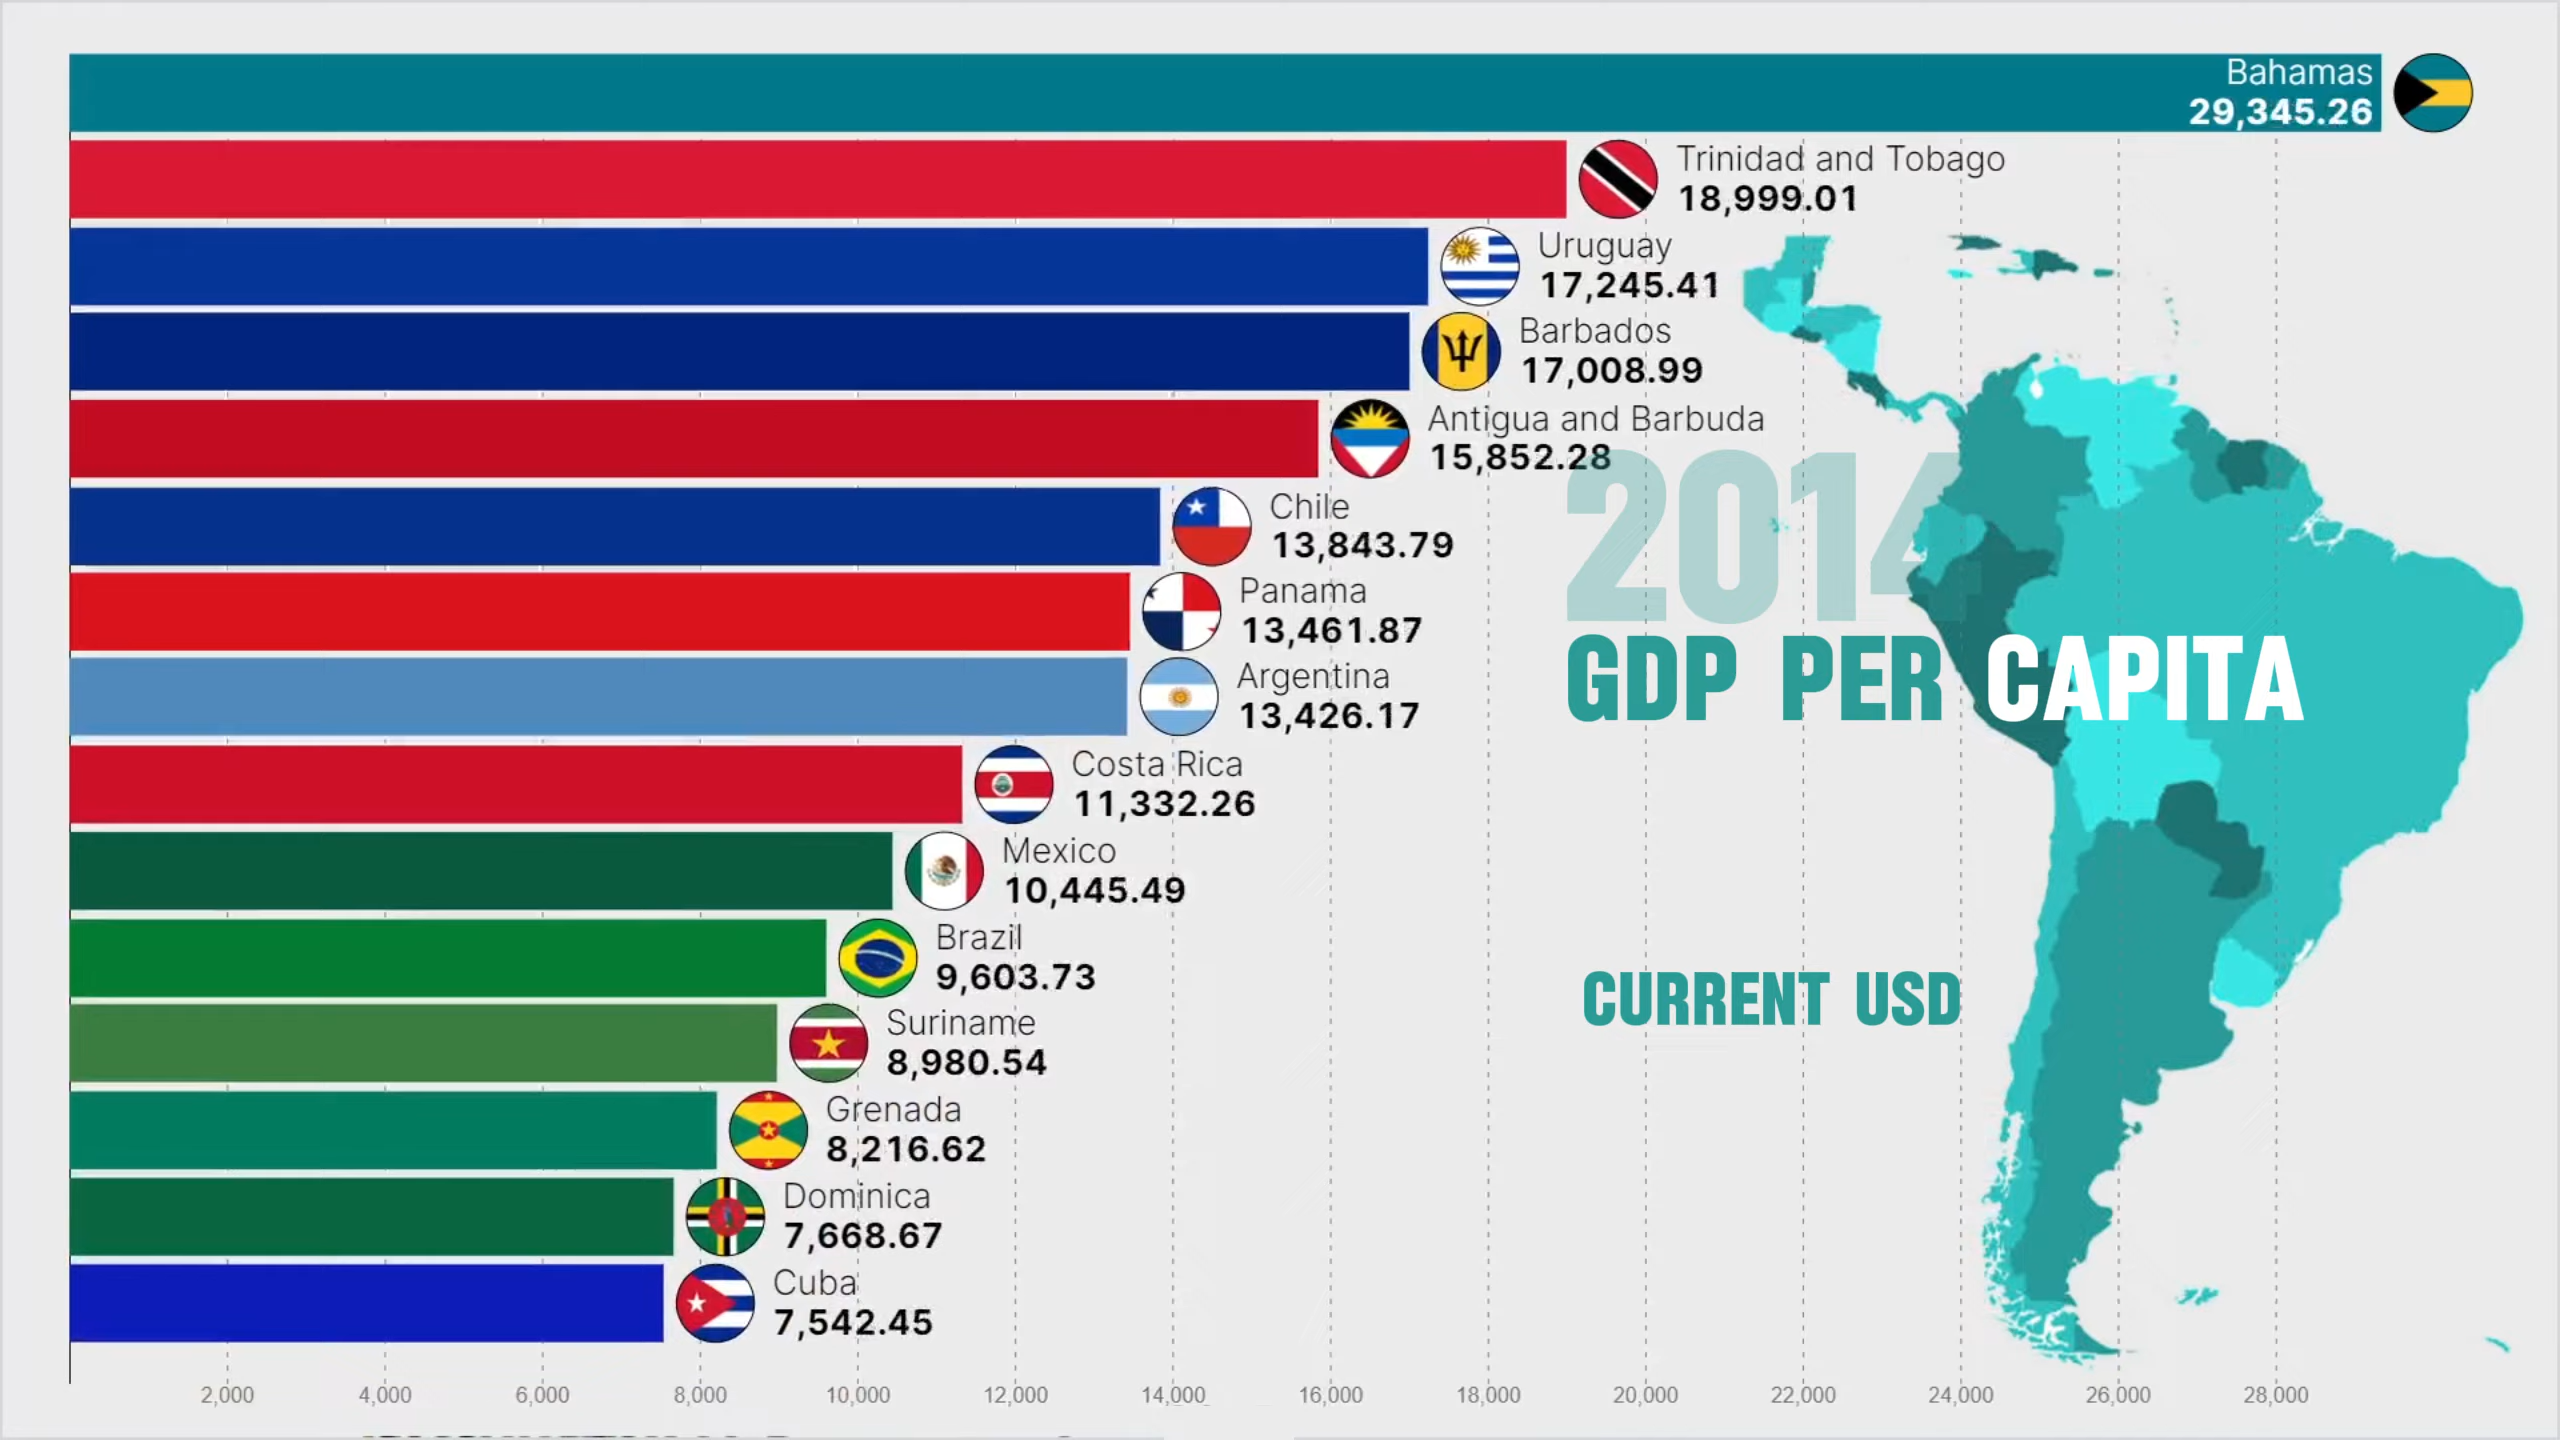 Bahamas
29,345.26
Trinidad and Tobago
18,999.01
Uruguay
17,245.41
Barbados
17,008.99
Antigua and Barbuda
15,852.28
2014
Chile
13,843.79
Panama
13,461.87
GDP PER CAPITA
Argentina
13,426.17
Costa Rica
11,332.26
Mexico
10,445.49
Brazil
9,603.73
CURRENT USD
Suriname
8,980.54
Grenada
8,216.62
Dominica
7,668.67
Cuba
7,542.45
2,000 4,000 6,000 8,000 10,000 12,000 14,000 16,000 18,000 20,000 22,000 24,000 26,000 28,000